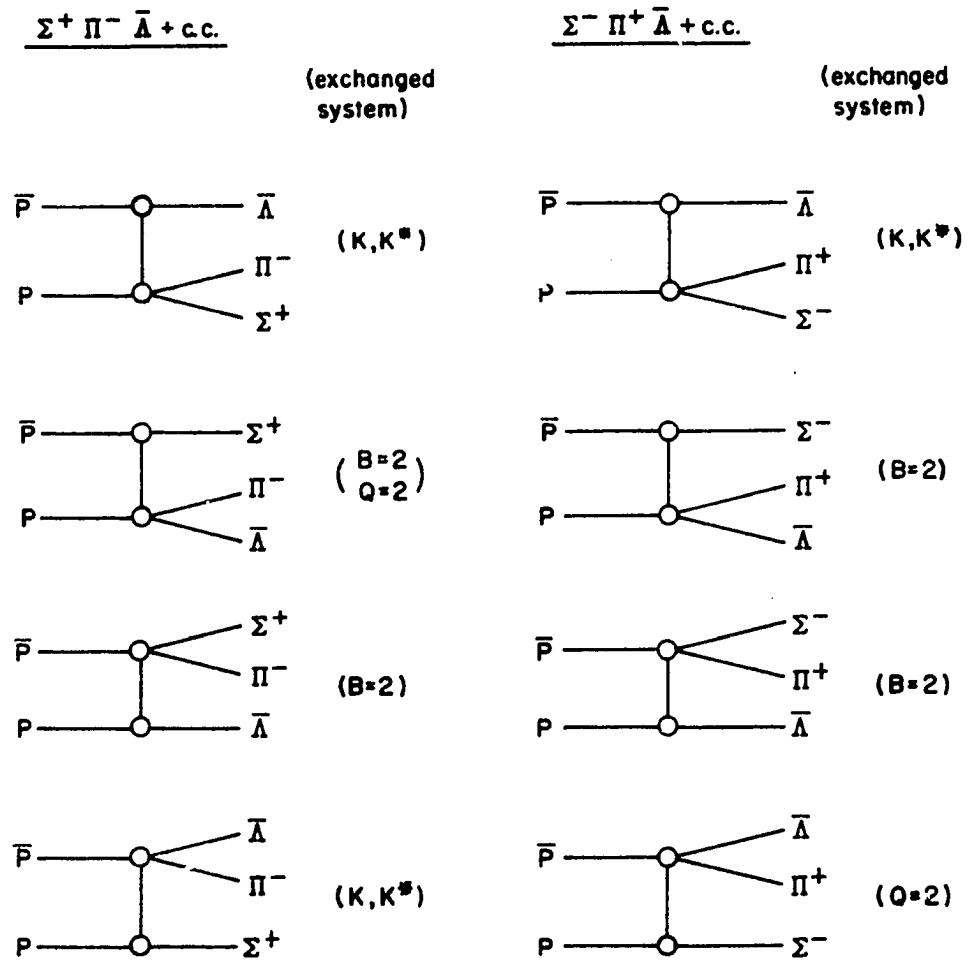 Σ⁺ Π⁻ Λ̅ + c.c.
(exchanged
system)
P̅ Λ̅
Π⁻
P
Σ⁺
(K,K*)
P̅ Σ⁺
Π⁻
P
Λ̅
(B=2
Q=2)
Σ⁺
P̅
Π⁻
P Λ̅
(B=2)
Λ̅
P̅
Π⁻
P Σ⁺
(K,K*)
Σ⁻ Π⁺ Λ̅ + c.c.
(exchanged
system)
P̅ Λ̅
Π⁺
P
Σ⁻
(K,K*)
P̅ Σ⁻
Π⁺
P
Λ̅
(B=2)
Σ⁻
P̅
Π⁺
P Λ̅
(B=2)
Λ̅
P̅
Π⁺
P Σ⁻
(Q=2)